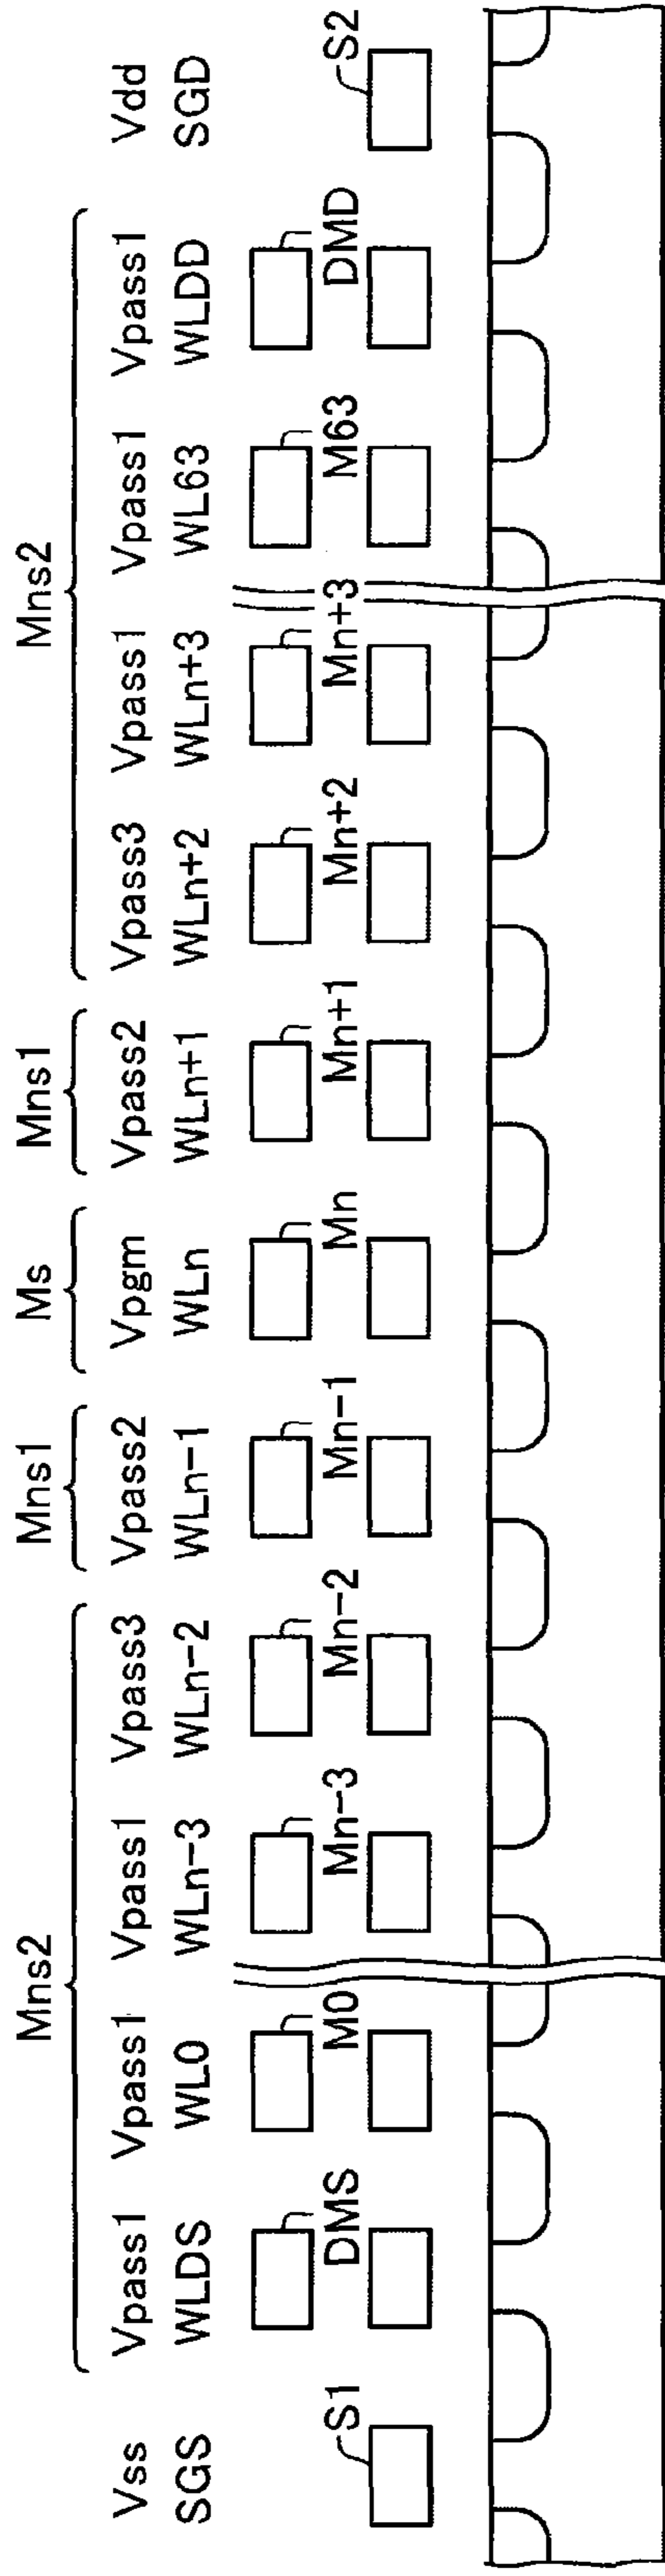 Mns2 Mns1 Ms Mns1 Mns2
Vss Vpass1 Vpass1 Vpass1 Vpass3 Vpass2 Vpgm Vpass2 Vpass3 Vpass1 Vpass1 Vpass1 Vdd
SGS WLDS WL0 WLn-3 WLn-2 WLn-1 WLn WLn+1 WLn+2 WLn+3 WL63 WLDD SGD
S1 DMS M0 Mn-3 Mn-2 Mn-1 Mn Mn+1 Mn+2 Mn+3 M63 DMD S2